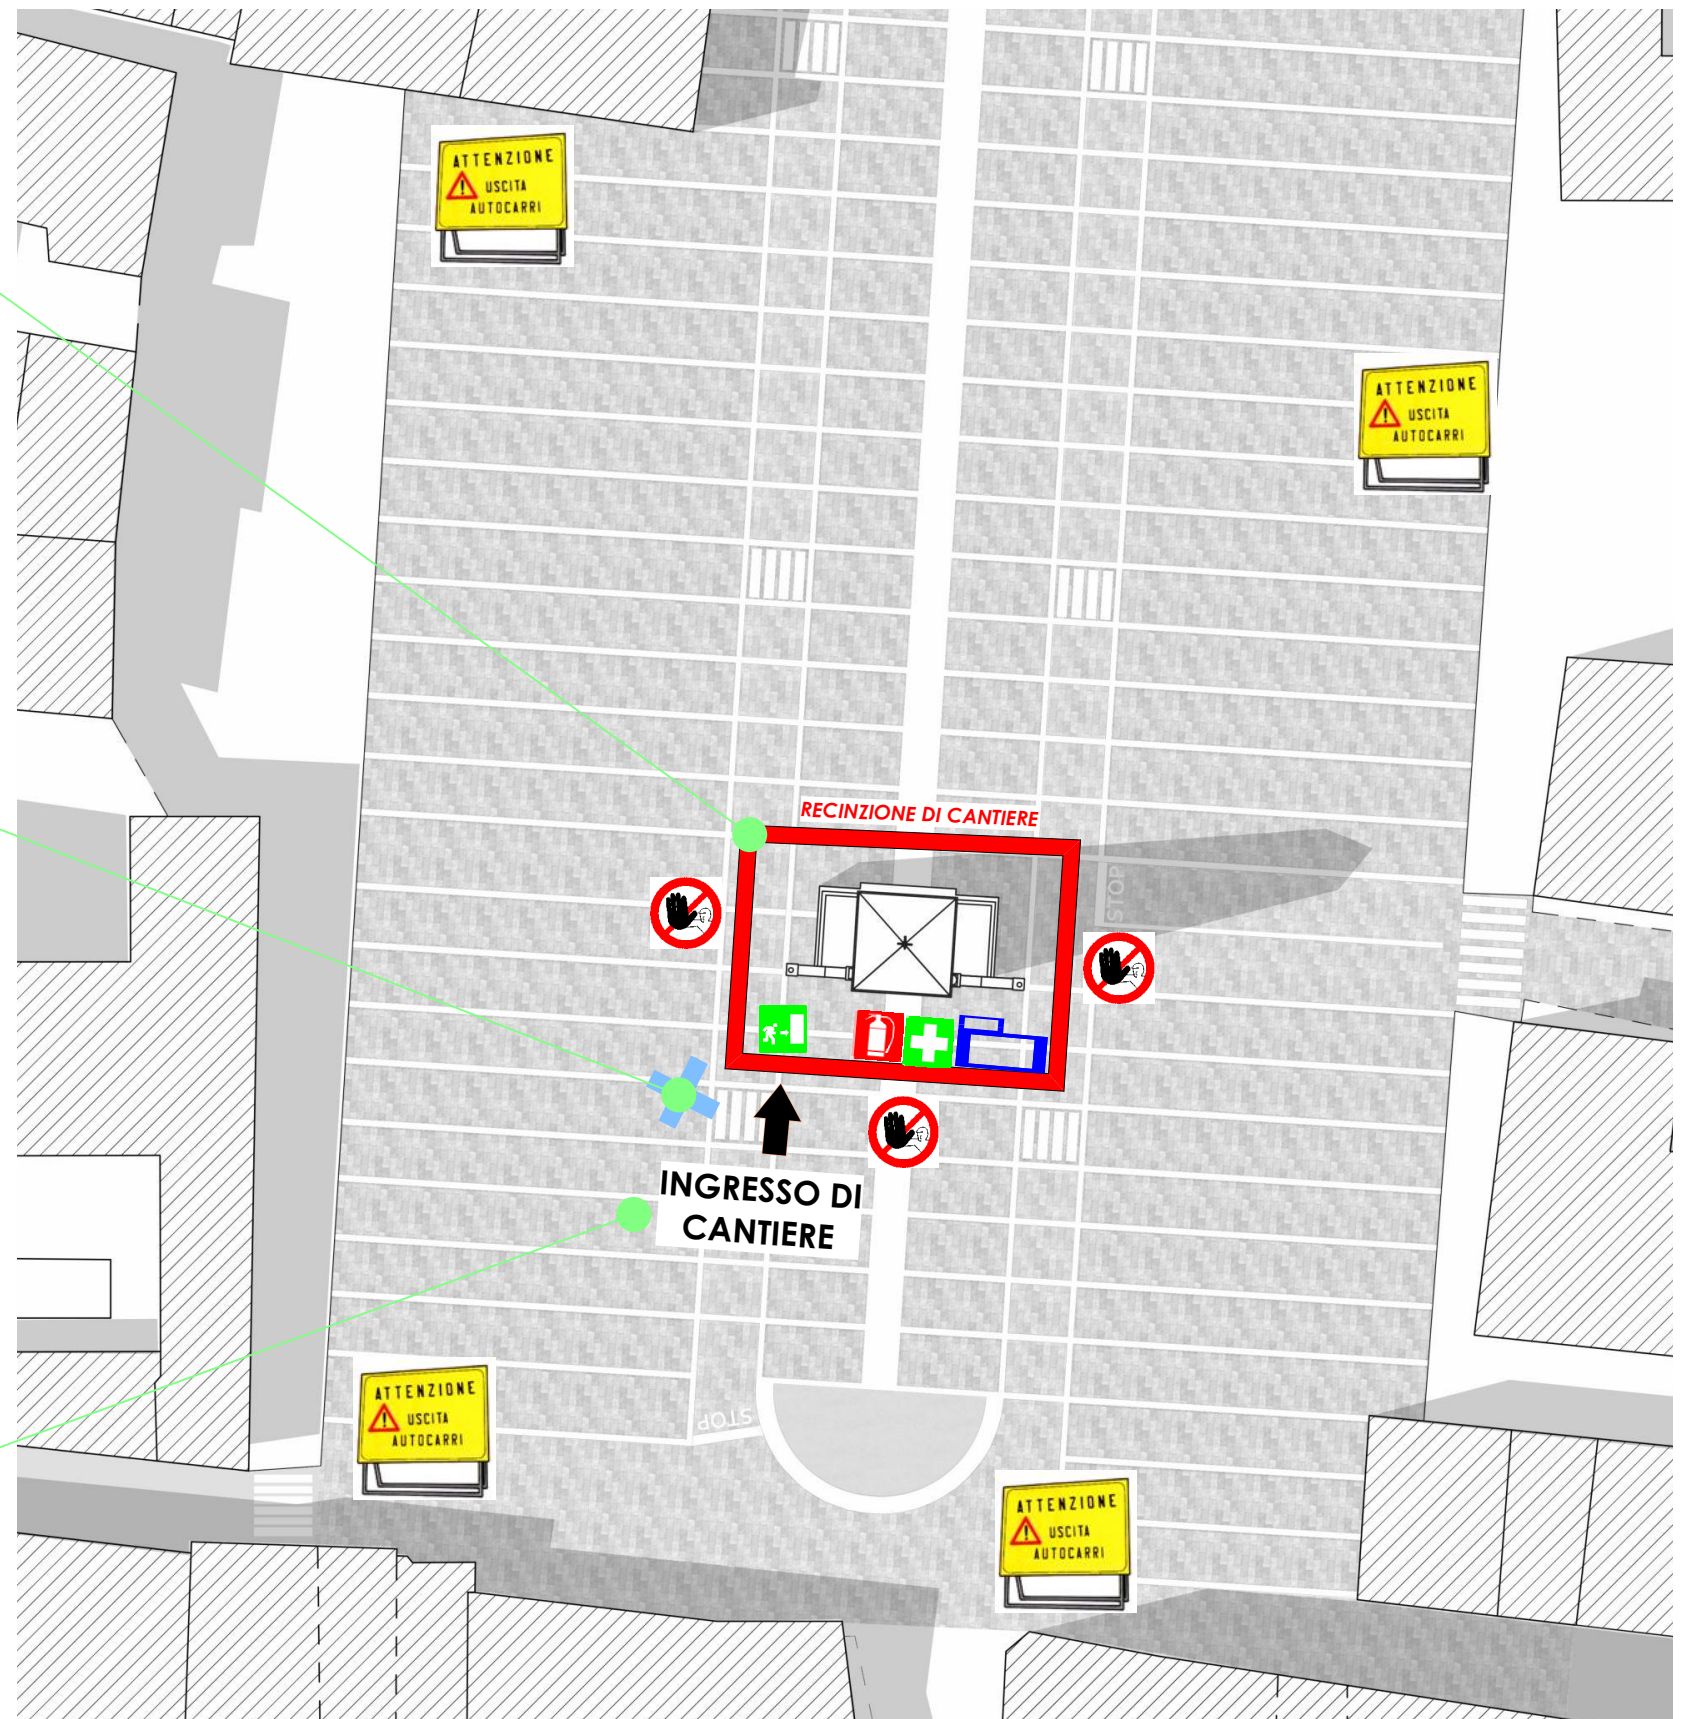 ATTENZIONE
USCITA
AUTOCARRI
ATTENZIONE
USCITA
AUTOCARRI
RECINZIONE DI CANTIERE
STOP
INGRESSO DI
CANTIERE
ATTENZIONE
USCITA
AUTOCARRI
STOP
ATTENZIONE
USCITA
AUTOCARRI